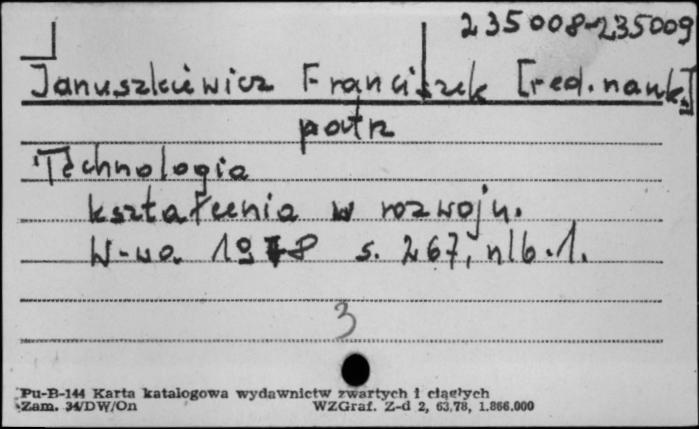 235008-235009
Januszkiewicz Franciszek [red. nauk.]
patrz
Technologia
kształcenia w rozwoju.
W-wa. 1978 s. 267, nlb. 1.
3
Pu-B-144 Karta katalogowa wydawnictw zwartych i ciągłych
Zam. 34/DW/On WZGraf. Z-d 2, 63,78, 1.866.000